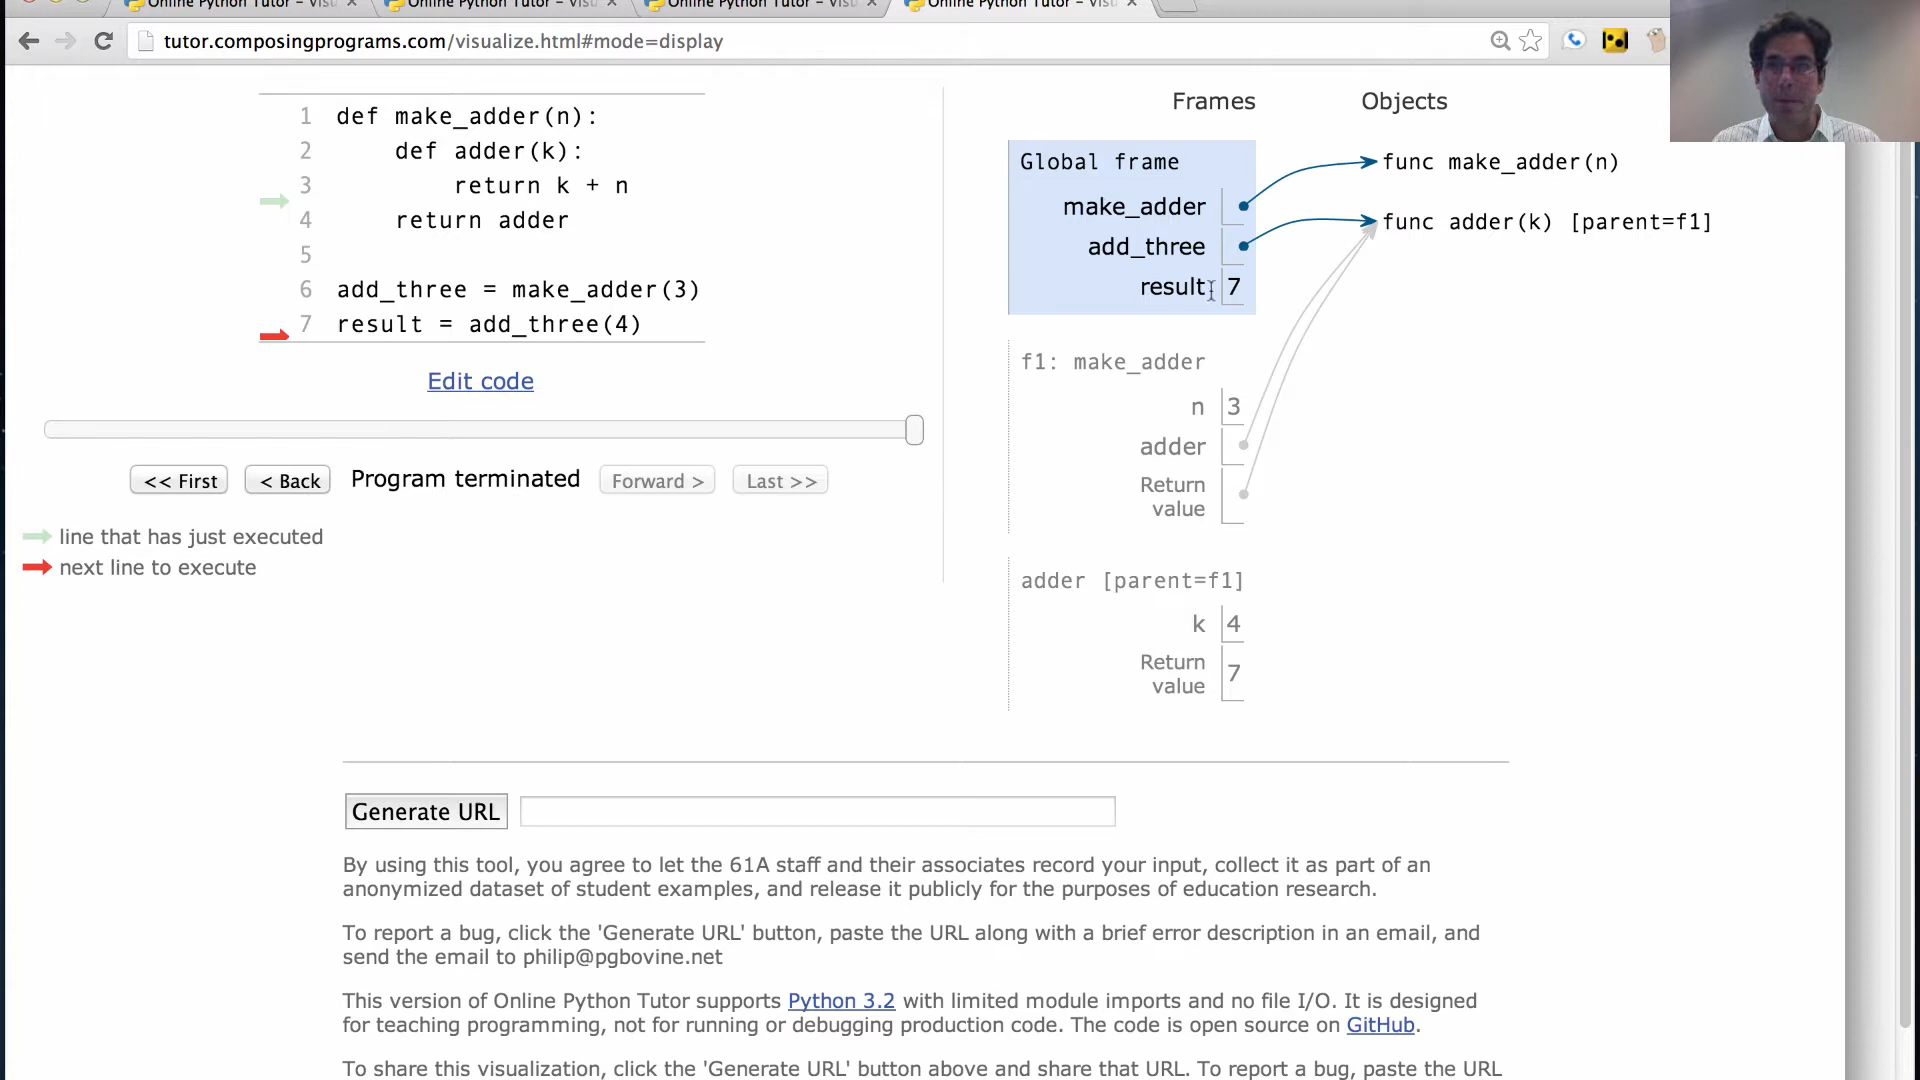 Online Python Tutor – Visu
Online Python Tutor – Visu
Online Python Tutor – Visu
Online Python Tutor – Visu
tutor.composingprograms.com/visualize.html#mode=display
1 def make_adder(n):
2 def adder(k):
3 return k + n
4 return adder
5
6 add_three = make_adder(3)
7 result = add_three(4)
Edit code
<< First
< Back
Program terminated
Forward >
Last >>
line that has just executed
next line to execute
Frames
Objects
Global frame
make_adder
add_three
result 7
func make_adder(n)
func adder(k) [parent=f1]
f1: make_adder
n 3
adder
Return
value
adder [parent=f1]
k 4
Return
value 7
Generate URL
By using this tool, you agree to let the 61A staff and their associates record your input, collect it as part of an
anonymized dataset of student examples, and release it publicly for the purposes of education research.
To report a bug, click the 'Generate URL' button, paste the URL along with a brief error description in an email, and
send the email to philip@pgbovine.net
This version of Online Python Tutor supports Python 3.2 with limited module imports and no file I/O. It is designed
for teaching programming, not for running or debugging production code. The code is open source on GitHub.
To share this visualization, click the 'Generate URL' button above and share that URL. To report a bug, paste the URL